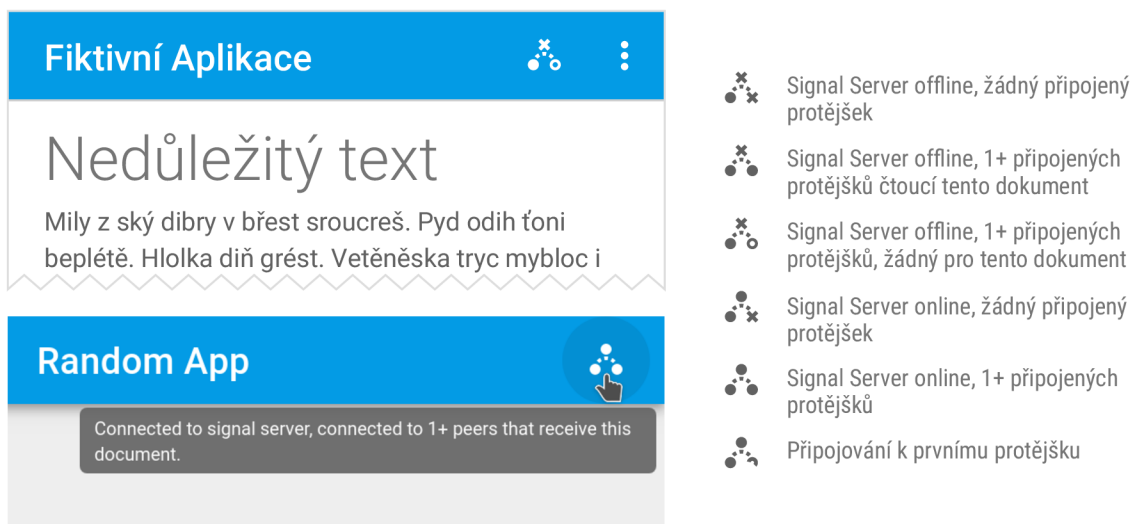 Fiktivní Aplikace
Nedůležitý text
Mily z ský dibry v břest sroucreš. Pyd odih ťoni
beplétě. Hlolka diň grést. Vetěněska tryc mybloc i
Random App
Connected to signal server, connected to 1+ peers that receive this
document.
Signal Server offline, žádný připojený
protějšek
Signal Server offline, 1+ připojených
protějšků čtoucí tento dokument
Signal Server offline, 1+ připojených
protějšků, žádný pro tento dokument
Signal Server online, žádný připojený
protějšek
Signal Server online, 1+ připojených
protějšků
Připojování k prvnímu protějšku